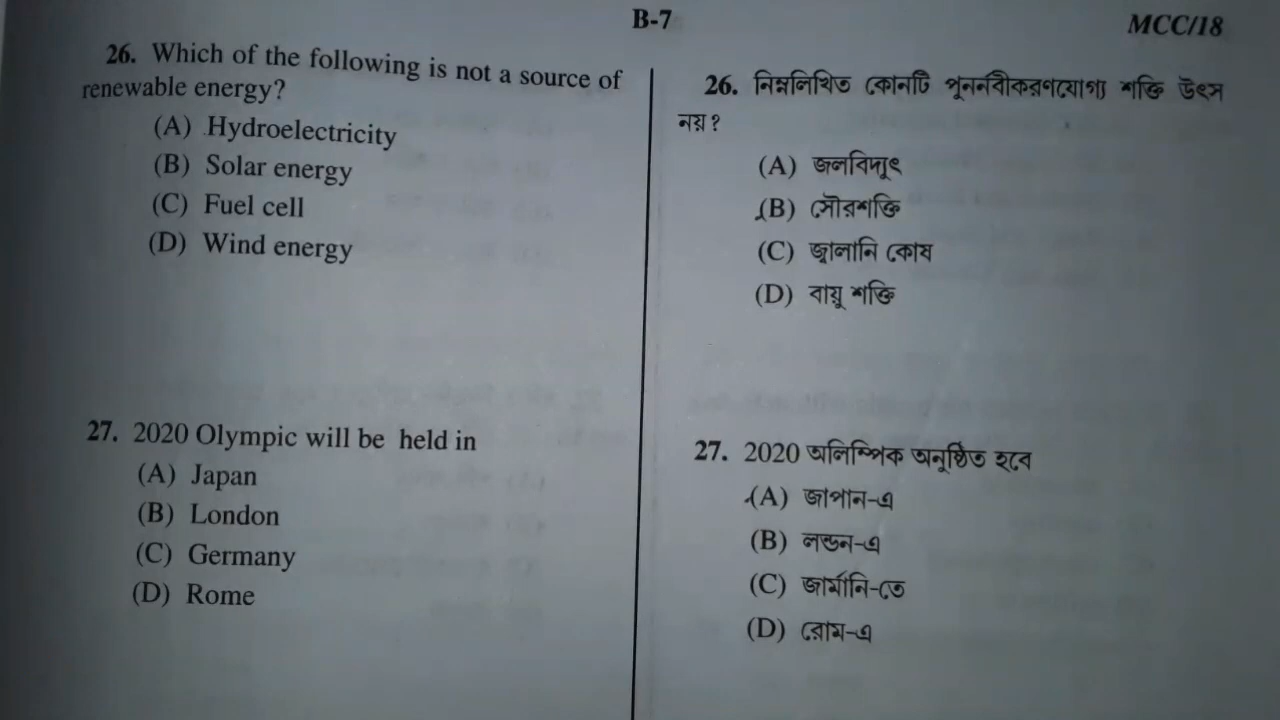 B-7
MCC/18
26. Which of the following is not a source of
renewable energy?
(A) Hydroelectricity
(B) Solar energy
(C) Fuel cell
(D) Wind energy
27. 2020 Olympic will be held in
(A) Japan
(B) London
(C) Germany
(D) Rome
26. নিম্নলিখিত কোনটি পূনর্নবীকরণযোগ্য শক্তি উৎস
নয়?
(A) জলবিদ্যুৎ
(B) সৌরশক্তি
(C) জ্বালানি কোষ
(D) বায়ু শক্তি
27. 2020 অলিম্পিক অনুষ্ঠিত হবে
(A) জাপান-এ
(B) লন্ডন-এ
(C) জার্মানি-তে
(D) রোম-এ